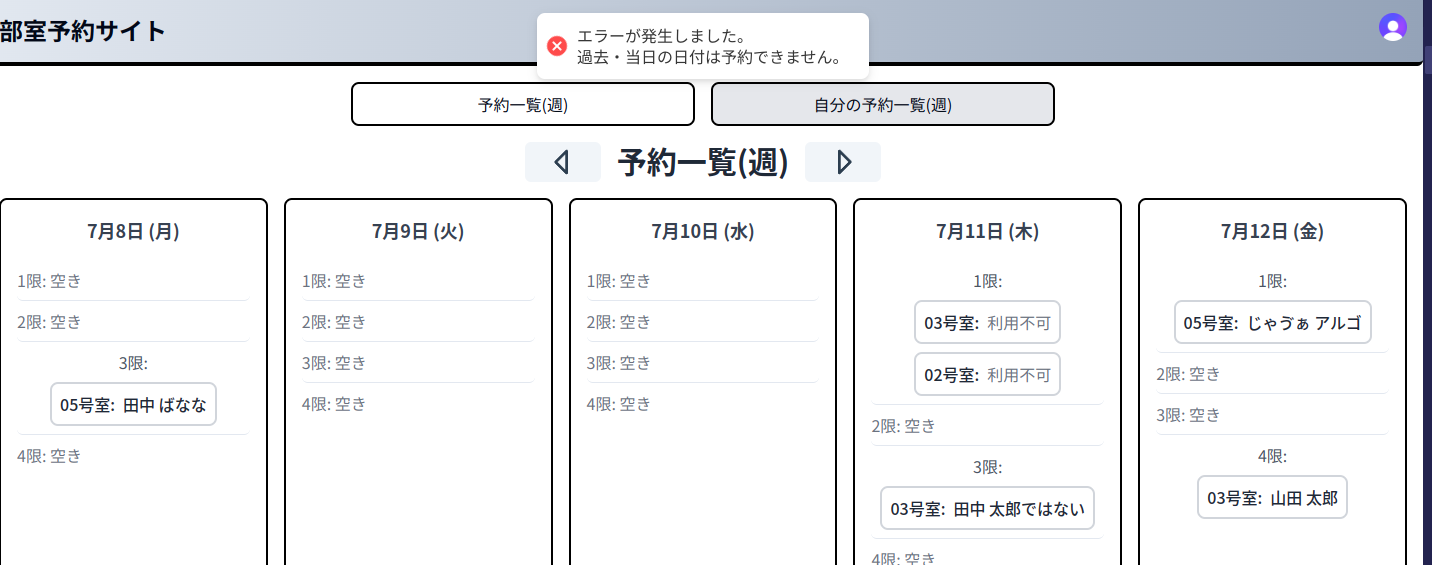 部室予約サイト
エラーが発生しました。
過去・当日の日付は予約できません。
予約一覧(週)
自分の予約一覧(週)
予約一覧(週)
7月8日 (月)
1限: 空き
2限: 空き
3限:
05号室: 田中 ばなな
4限: 空き
7月9日 (火)
1限: 空き
2限: 空き
3限: 空き
4限: 空き
7月10日 (水)
1限: 空き
2限: 空き
3限: 空き
4限: 空き
7月11日 (木)
1限:
03号室: 利用不可
02号室: 利用不可
2限: 空き
3限:
03号室: 田中 太郎ではない
4限: 空き
7月12日 (金)
1限:
05号室: じゃゔぁ アルゴ
2限: 空き
3限: 空き
4限:
03号室: 山田 太郎